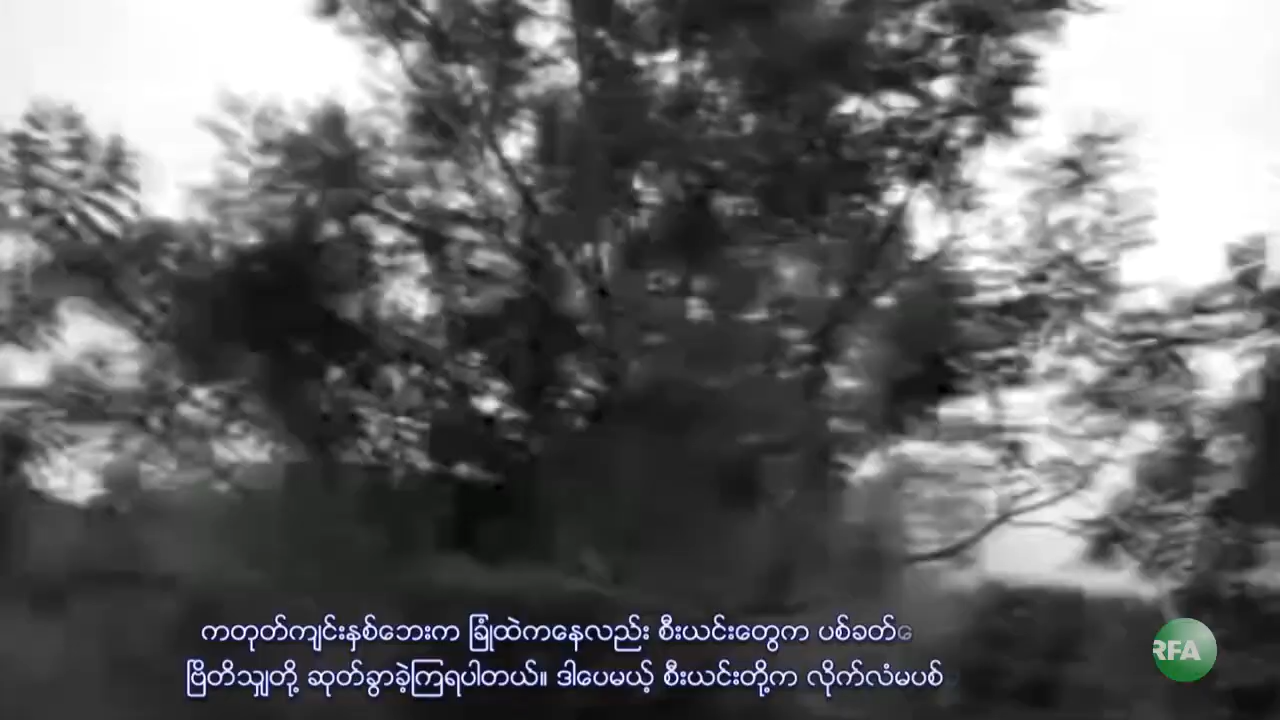 ကတုတ်ကျင်းနှစ်ဘေးက ခြုံထဲကနေလည်း စီးယင်းတွေက ပစ်ခတ်
ဗြိတိသျှတို့ ဆုတ်ခွာခဲ့ကြရပါတယ်။ ဒါပေမယ့် စီးယင်းတို့က လိုက်လံမပစ်
RFA